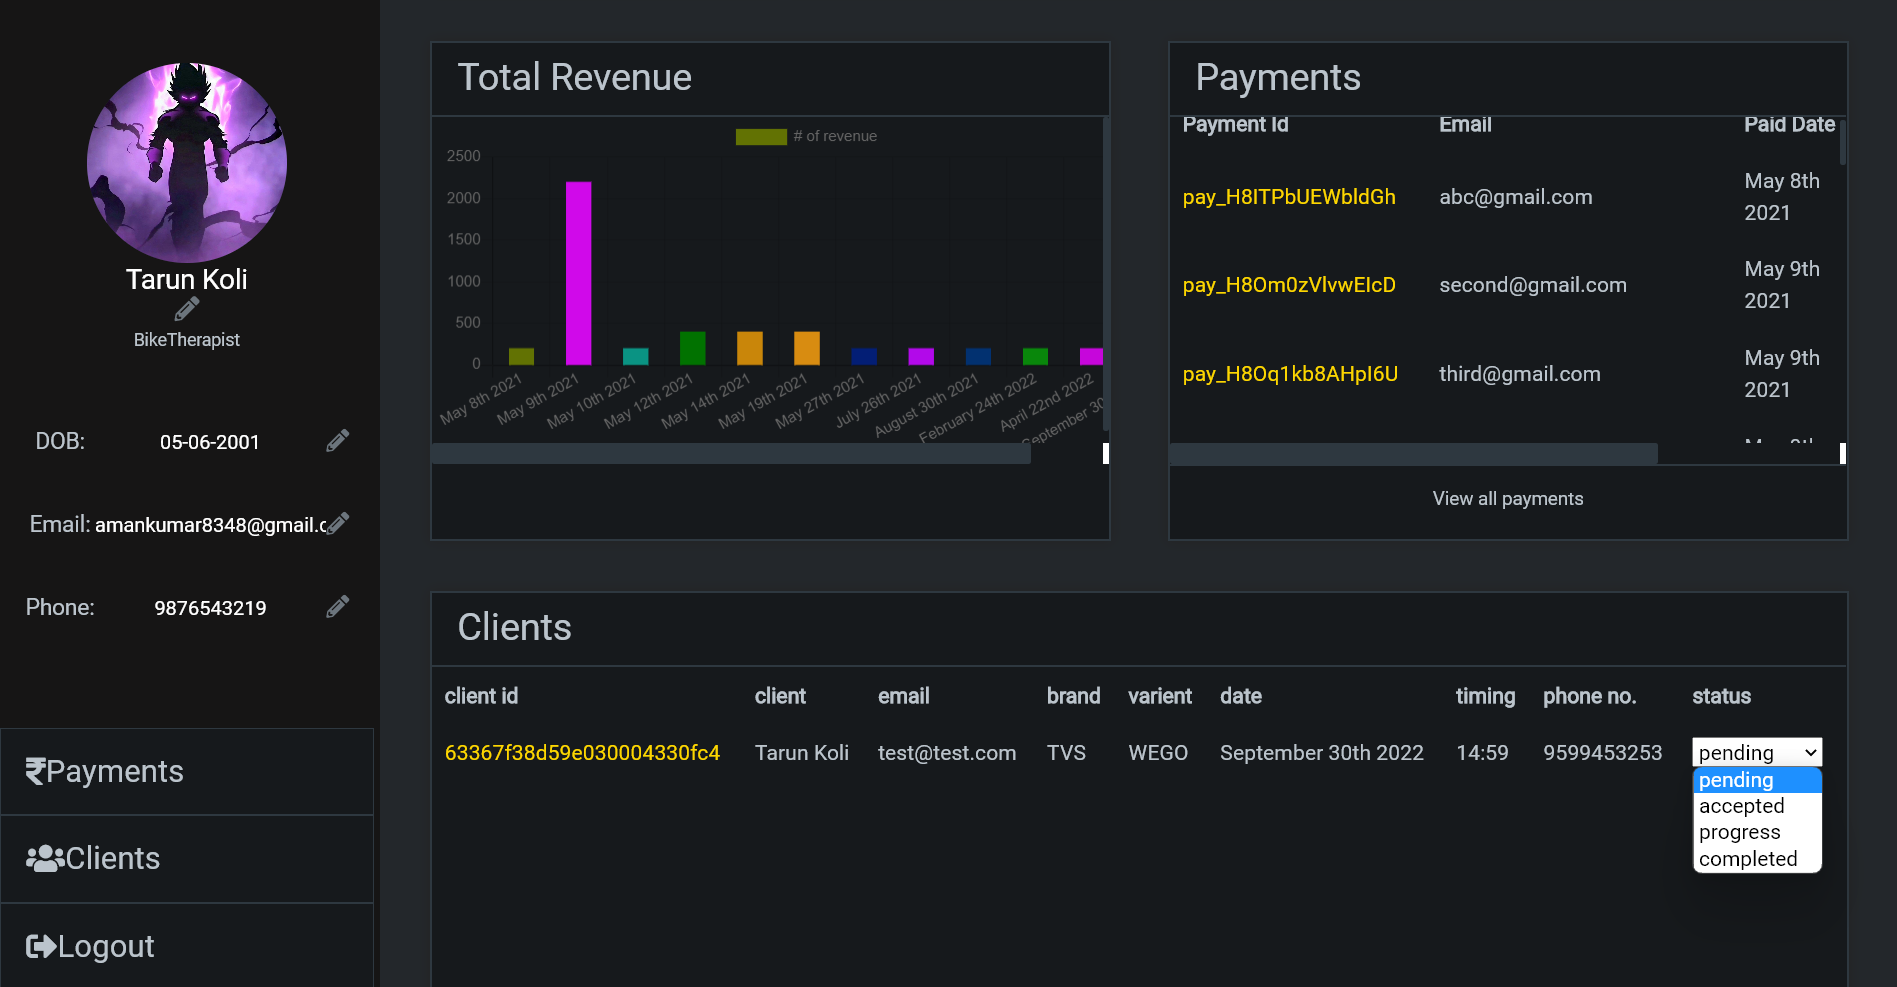 Tarun Koli
BikeTherapist
DOB: 05-06-2001
Email: amankumar8348@gmail.c
Phone: 9876543219
Payments
Clients
Logout
Total Revenue
# of revenue
2500
2000
1500
1000
500
0
May 8th 2021
May 9th 2021
May 10th 2021
May 12th 2021
May 14th 2021
May 19th 2021
May 27th 2021
July 26th 2021
August 30th 2021
February 24th 2022
April 22nd 2022
September 30
Payments
Payment Id Email Paid Date
pay_H8ITPbUEWbldGh abc@gmail.com May 8th
2021
pay_H8Om0zVlvwEIcD second@gmail.com May 9th
2021
pay_H8Oq1kb8AHpI6U third@gmail.com May 9th
2021
View all payments
Clients
client id client email brand varient date timing phone no. status
63367f38d59e030004330fc4 Tarun Koli test@test.com TVS WEGO September 30th 2022 14:59 9599453253 pending
pending
accepted
progress
completed